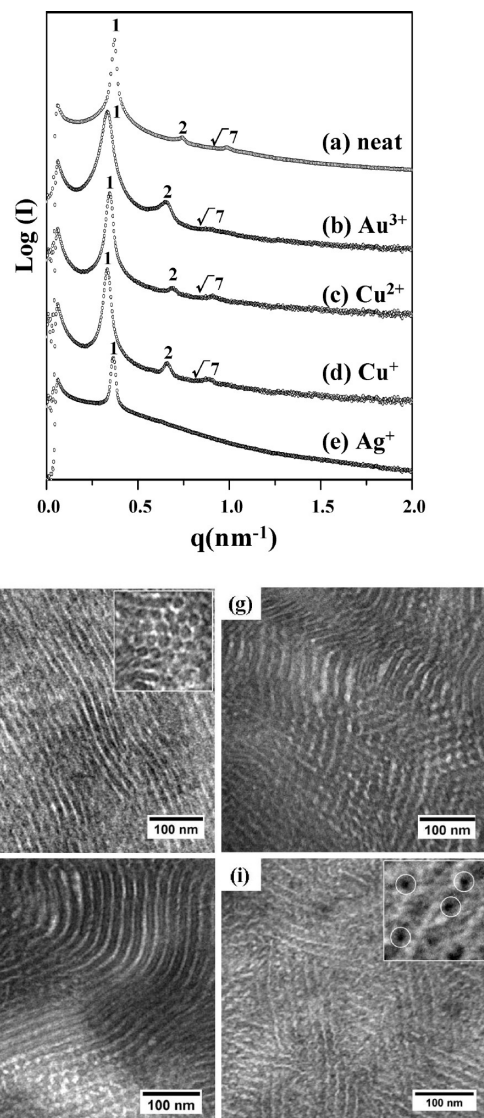 1
2
√7
(a) neat
1
2
√7
(b) Au³⁺
1
2
√7
(c) Cu²⁺
1
2
√7
(d) Cu⁺
1
(e) Ag⁺
Log (I)
0.0 0.5 1.0 1.5 2.0
q(nm⁻¹)
(g)
100 nm
100 nm
(i)
100 nm
100 nm